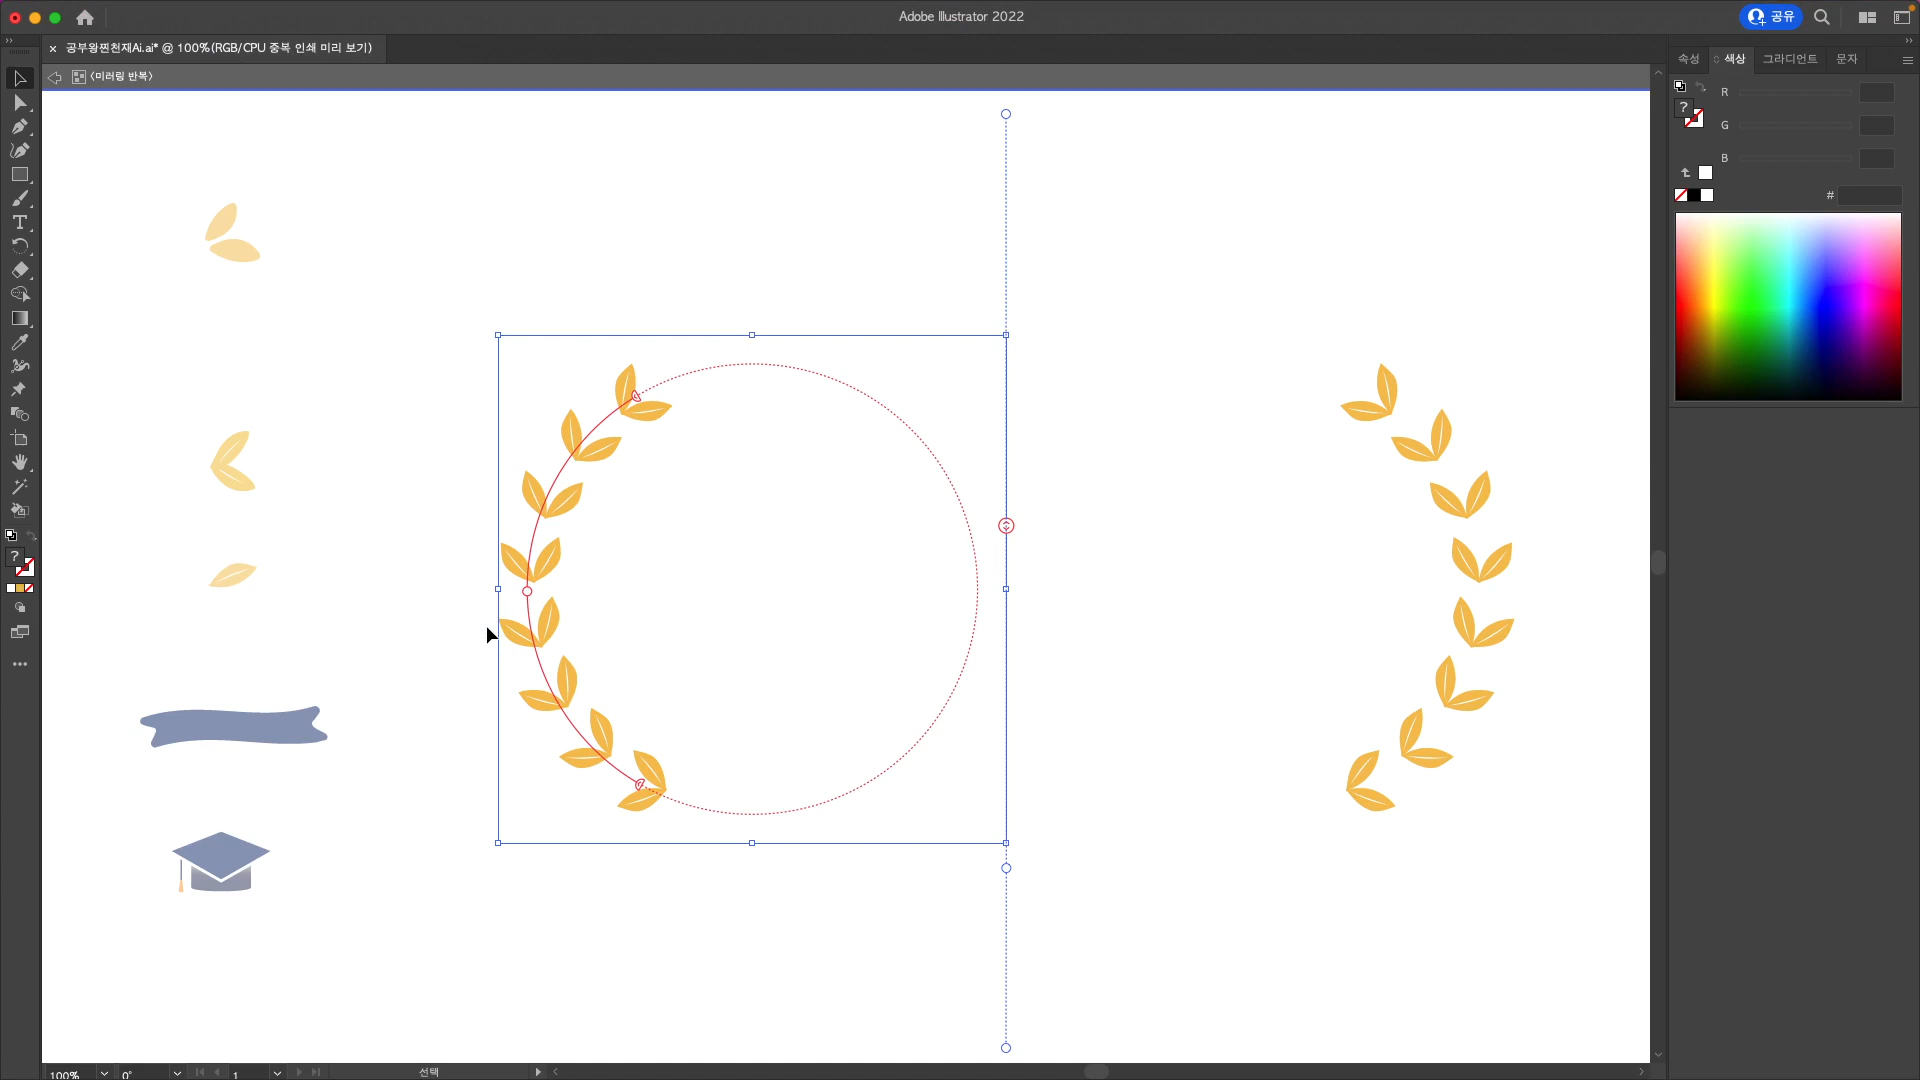 Adobe Illustrator 2022
공유
공부왕찐천재Ai.ai* @ 100%(RGB/CPU 중복 인쇄 미리 보기)
<미러링 반복>
속성 색상 그라디언트 문자
R
G
B
#
?
?
T
100% 0° 1 선택